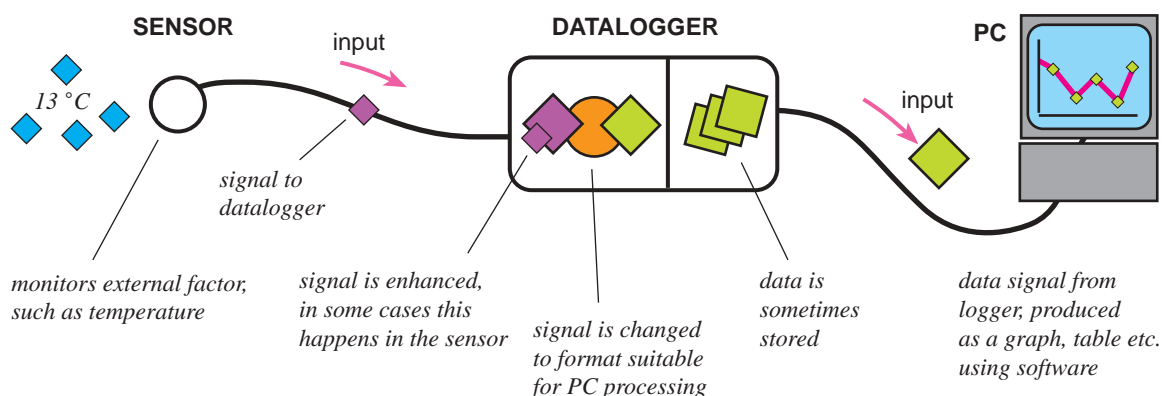 SENSOR
DATALOGGER
PC
input
13 °C
input
signal to
datalogger
monitors external factor,
such as temperature
signal is enhanced,
in some cases this
happens in the sensor
signal is changed
to format suitable
for PC processing
data is
sometimes
stored
data signal from
logger, produced
as a graph, table etc.
using software